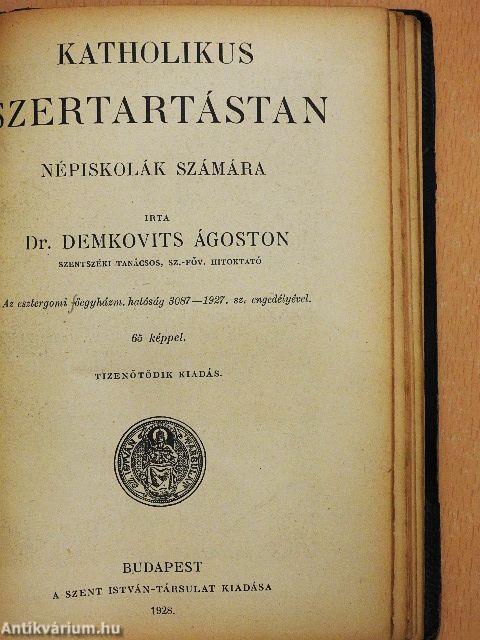 KATHOLIKUS
SZERTARTÁSTAN
NÉPISKOLÁK SZÁMÁRA
IRTA
Dr. DEMKOVITS ÁGOSTON
SZENTSZÉKI TANÁCSOS, SZ.-FŐV. HITOKTATÓ
Az esztergomi főegyházm. hatóság 3087—1927. sz. engedélyével.
65 képpel.
TIZENÖTÖDIK KIADÁS.
BUDAPEST
A SZENT ISTVÁN-TÁRSULAT KIADÁSA
1928.
Antikvárium.hu